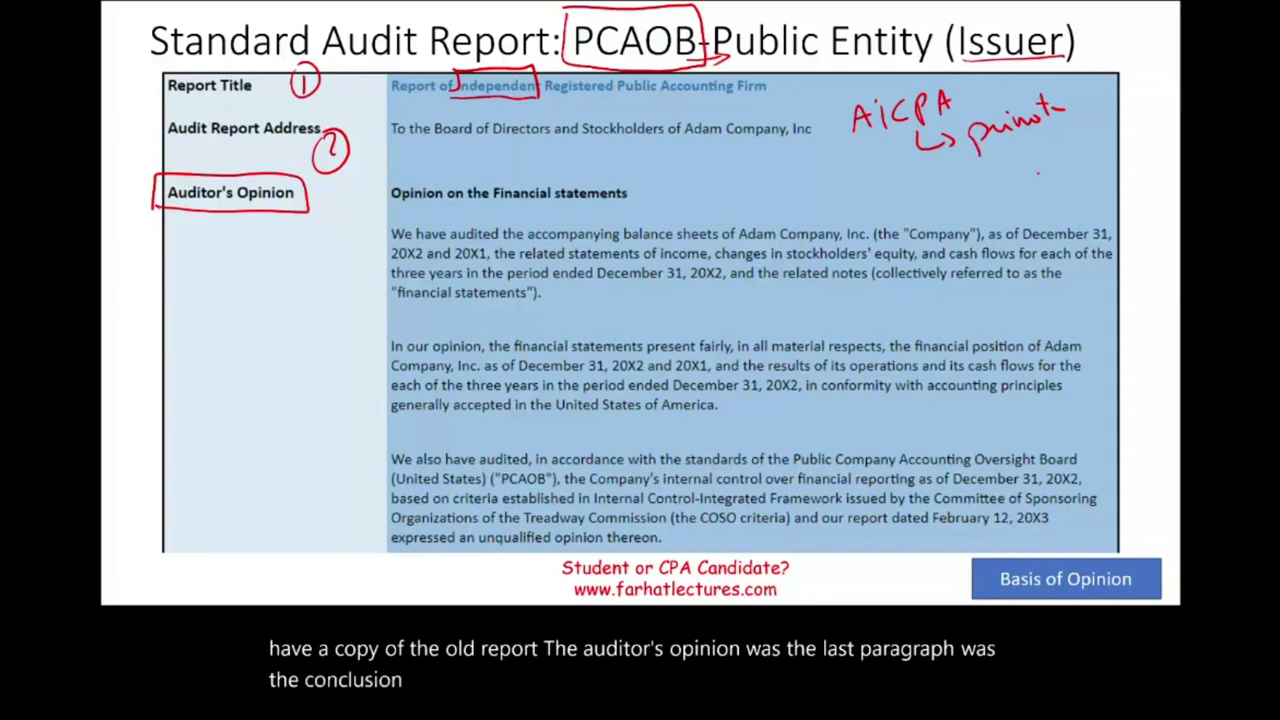 Standard Audit Report: PCAOB-Public Entity (Issuer)
Report Title
1
Report of Independent Registered Public Accounting Firm
AICPA
private
Audit Report Address
2
To the Board of Directors and Stockholders of Adam Company, Inc
Auditor's Opinion
Opinion on the Financial statements
We have audited the accompanying balance sheets of Adam Company, Inc. (the "Company"), as of December 31,
20X2 and 20X1, the related statements of income, changes in stockholders' equity, and cash flows for each of the
three years in the period ended December 31, 20X2, and the related notes (collectively referred to as the
"financial statements").
In our opinion, the financial statements present fairly, in all material respects, the financial position of Adam
Company, Inc. as of December 31, 20X2 and 20X1, and the results of its operations and its cash flows for the
each of the three years in the period ended December 31, 20X2, in conformity with accounting principles
generally accepted in the United States of America.
We also have audited, in accordance with the standards of the Public Company Accounting Oversight Board
(United States) ("PCAOB"), the Company's internal control over financial reporting as of December 31, 20X2,
based on criteria established in Internal Control-Integrated Framework issued by the Committee of Sponsoring
Organizations of the Treadway Commission (the COSO criteria) and our report dated February 12, 20X3
expressed an unqualified opinion thereon.
Student or CPA Candidate?
www.farhatlectures.com
Basis of Opinion
have a copy of the old report The auditor's opinion was the last paragraph was
the conclusion